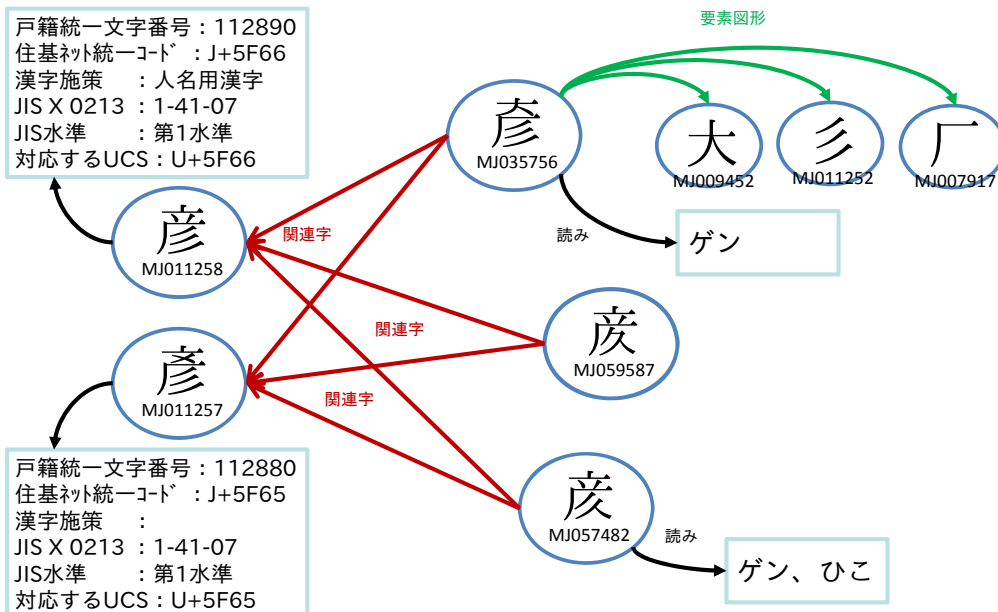 戸籍統一文字番号：112890
住基ﾈｯﾄ統一ｺｰﾄﾞ：J+5F66
漢字施策　：人名用漢字
JIS X 0213 ：1-41-07
JIS水準　：第1水準
対応するUCS：U+5F66
要素図形
MJ035756
大
MJ009452
彡
MJ011252
厂
MJ007917
読み
ゲン
関連字
彦
MJ011258
関連字
MJ059587
彥
MJ011257
関連字
戸籍統一文字番号：112880
住基ﾈｯﾄ統一ｺｰﾄﾞ：J+5F65
漢字施策　：
JIS X 0213 ：1-41-07
JIS水準　：第1水準
対応するUCS：U+5F65
MJ057482
読み
ゲン、ひこ